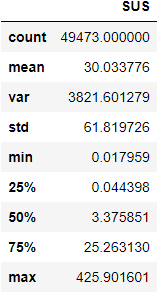 SUS
count 49473.000000
mean 30.033776
var 3821.601279
std 61.819726
min 0.017959
25% 0.044398
50% 3.375851
75% 25.263130
max 425.901601